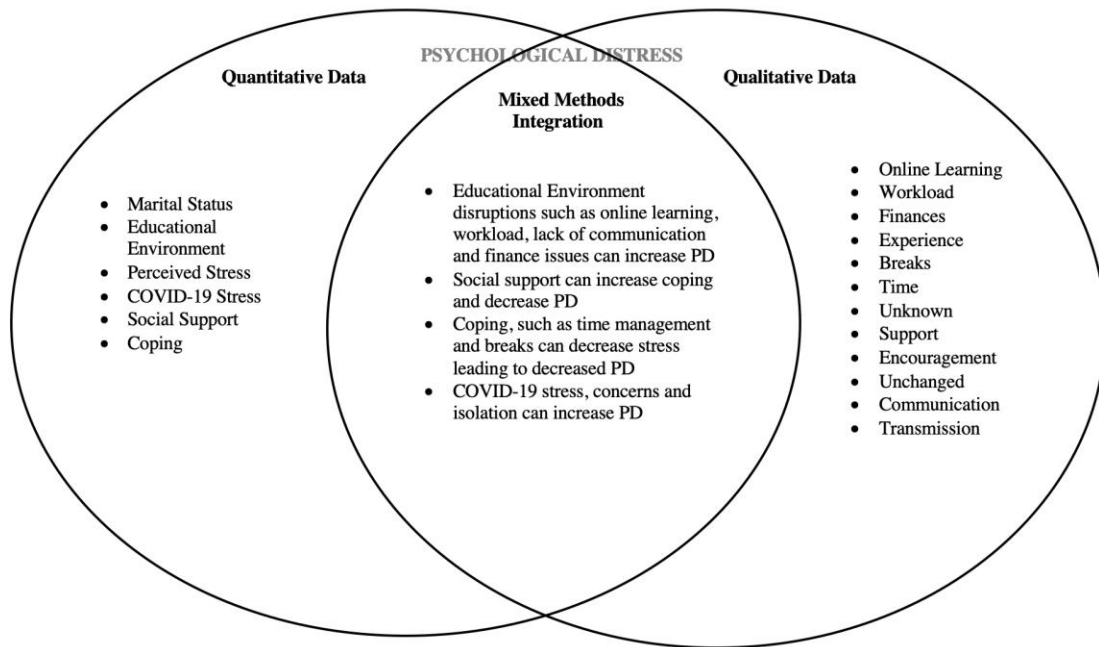 PSYCHOLOGICAL DISTRESS
Quantitative Data
Mixed Methods
Integration
Qualitative Data
• Marital Status
• Educational
Environment
• Perceived Stress
• COVID-19 Stress
• Social Support
• Coping
• Educational Environment
disruptions such as online learning,
workload, lack of communication
and finance issues can increase PD
• Social support can increase coping
and decrease PD
• Coping, such as time management
and breaks can decrease stress
leading to decreased PD
• COVID-19 stress, concerns and
isolation can increase PD
• Online Learning
• Workload
• Finances
• Experience
• Breaks
• Time
• Unknown
• Support
• Encouragement
• Unchanged
• Communication
• Transmission